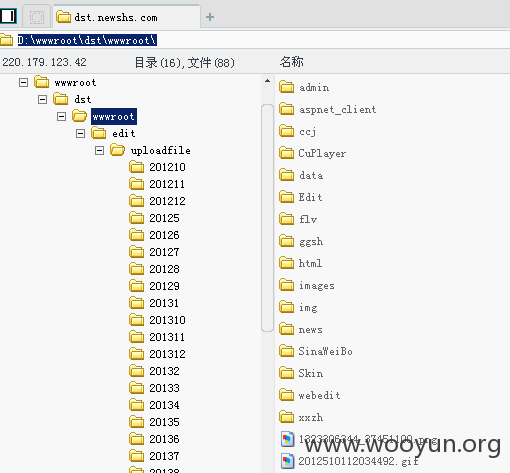 dst.newshs.com
D:\wwwroot\dst\wwwroot\
220.179.123.42
目录(16),文件(88)
名称
wwwroot
dst
wwwroot
edit
uploadfile
201210
201211
201212
20125
20126
20127
20128
20129
20131
201310
201311
201312
20132
20133
20134
20135
20136
20137
20138
admin
aspnet_client
ccj
CuPlayer
data
Edit
flv
ggsh
html
images
img
news
SinaWeiBo
Skin
webedit
xxzh
2012510112034492.gif
www.wooyun.org